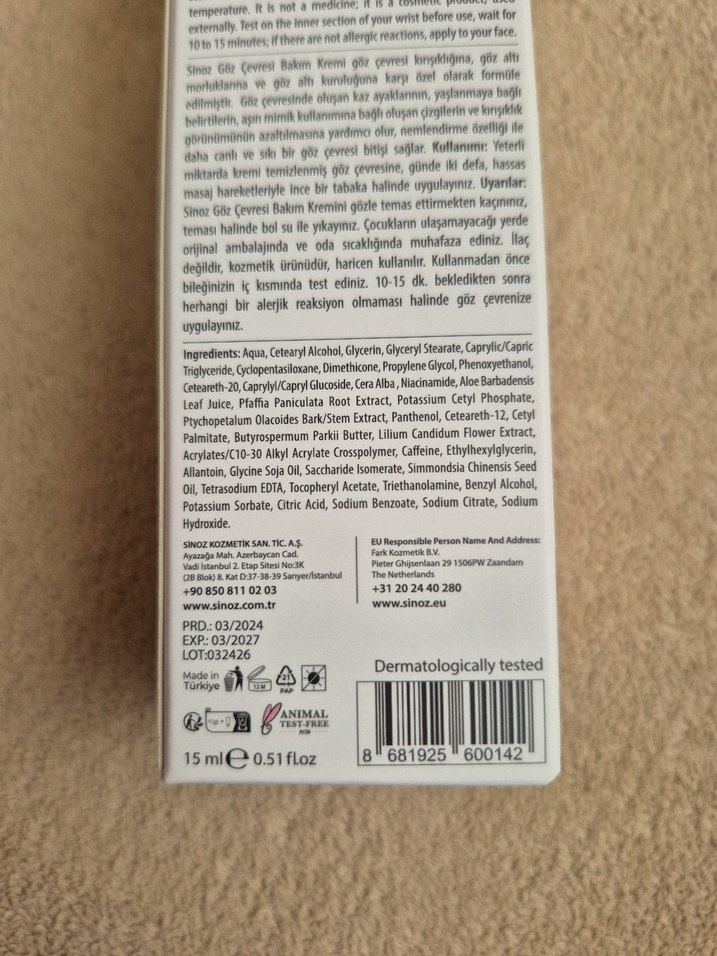 temperature. It is not a medicine; it is a cosmetic product, used
externally. Test on the inner section of your wrist before use, wait for
10 to 15 minutes; if there are not allergic reactions, apply to your face.
Sinoz Göz Çevresi Bakım Kremi göz çevresi kırışıklığına, göz altı
morluklarına ve göz altı kuruluğuna karşı özel olarak formüle
edilmiştir. Göz çevresinde oluşan kaz ayaklarının, yaşlanmaya bağlı
belirtilerin, aşırı mimik kullanımına bağlı oluşan çizgilerin ve kırışıklık
görünümünün azaltılmasına yardımcı olur, nemlendirme özelliği ile
daha canlı ve sıkı bir göz çevresi bitişi sağlar. Kullanımı: Yeterli
miktarda kremi temizlenmiş göz çevresine, günde iki defa, hassas
masaj hareketleriyle ince bir tabaka halinde uygulayınız. Uyarılar:
Sinoz Göz Çevresi Bakım Kremini gözle temas ettirmekten kaçınınız,
teması halinde bol su ile yıkayınız. Çocukların ulaşamayacağı yerde
orijinal ambalajında ve oda sıcaklığında muhafaza ediniz. İlaç
değildir, kozmetik ürünüdür, haricen kullanılır. Kullanmadan önce
bileğinizin iç kısmında test ediniz. 10-15 dk. bekledikten sonra
herhangi bir alerjik reaksiyon olmaması halinde göz çevrenize
uygulayınız.
Ingredients: Aqua, Cetearyl Alcohol, Glycerin, Glyceryl Stearate, Caprylic/Capric
Triglyceride, Cyclopentasiloxane, Dimethicone, Propylene Glycol, Phenoxyethanol,
Ceteareth-20, Caprylyl/Capryl Glucoside, Cera Alba , Niacinamide, Aloe Barbadensis
Leaf Juice, Pfaffia Paniculata Root Extract, Potassium Cetyl Phosphate,
Ptychopetalum Olacoides Bark/Stem Extract, Panthenol, Ceteareth-12, Cetyl
Palmitate, Butyrospermum Parkii Butter, Lilium Candidum Flower Extract,
Acrylates/C10-30 Alkyl Acrylate Crosspolymer, Caffeine, Ethylhexylglycerin,
Allantoin, Glycine Soja Oil, Saccharide Isomerate, Simmondsia Chinensis Seed
Oil, Tetrasodium EDTA, Tocopheryl Acetate, Triethanolamine, Benzyl Alcohol,
Potassium Sorbate, Citric Acid, Sodium Benzoate, Sodium Citrate, Sodium
Hydroxide.
SİNOZ KOZMETİK SAN. TİC. A.Ş.
Ayazağa Mah. Azerbaycan Cad.
Vadi İstanbul 2. Etap Sitesi No:3K
(2B Blok) 8. Kat D:37-38-39 Sarıyer/İstanbul
+90 850 811 02 03
www.sinoz.com.tr
EU Responsible Person Name And Address:
Fark Kozmetik B.V.
Pieter Ghijsenlaan 29 1506PW Zaandam
The Netherlands
+31 20 24 40 280
www.sinoz.eu
PRD.: 03/2024
EXP.: 03/2027
LOT:032426
Made in
Türkiye
12 M
21
PAP
Dermatologically tested
ANIMAL
TEST-FREE
PETA
15 ml e 0.51 fl.oz
8 681925 600142